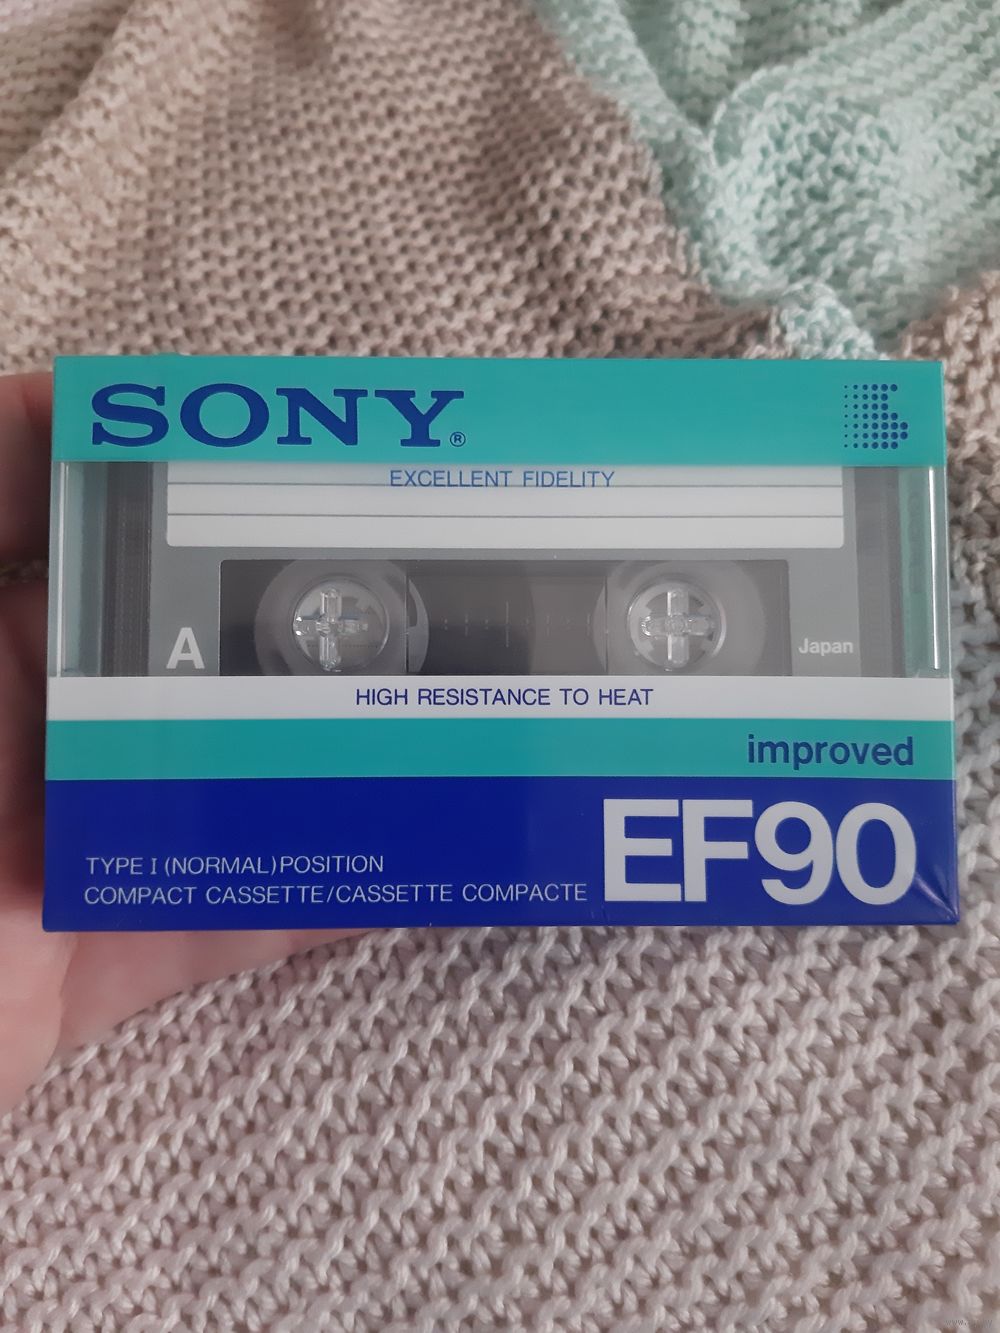 SONY®
EXCELLENT FIDELITY
A
Japan
HIGH RESISTANCE TO HEAT
improved
EF90
TYPE I (NORMAL) POSITION
COMPACT CASSETTE/CASSETTE COMPACTE